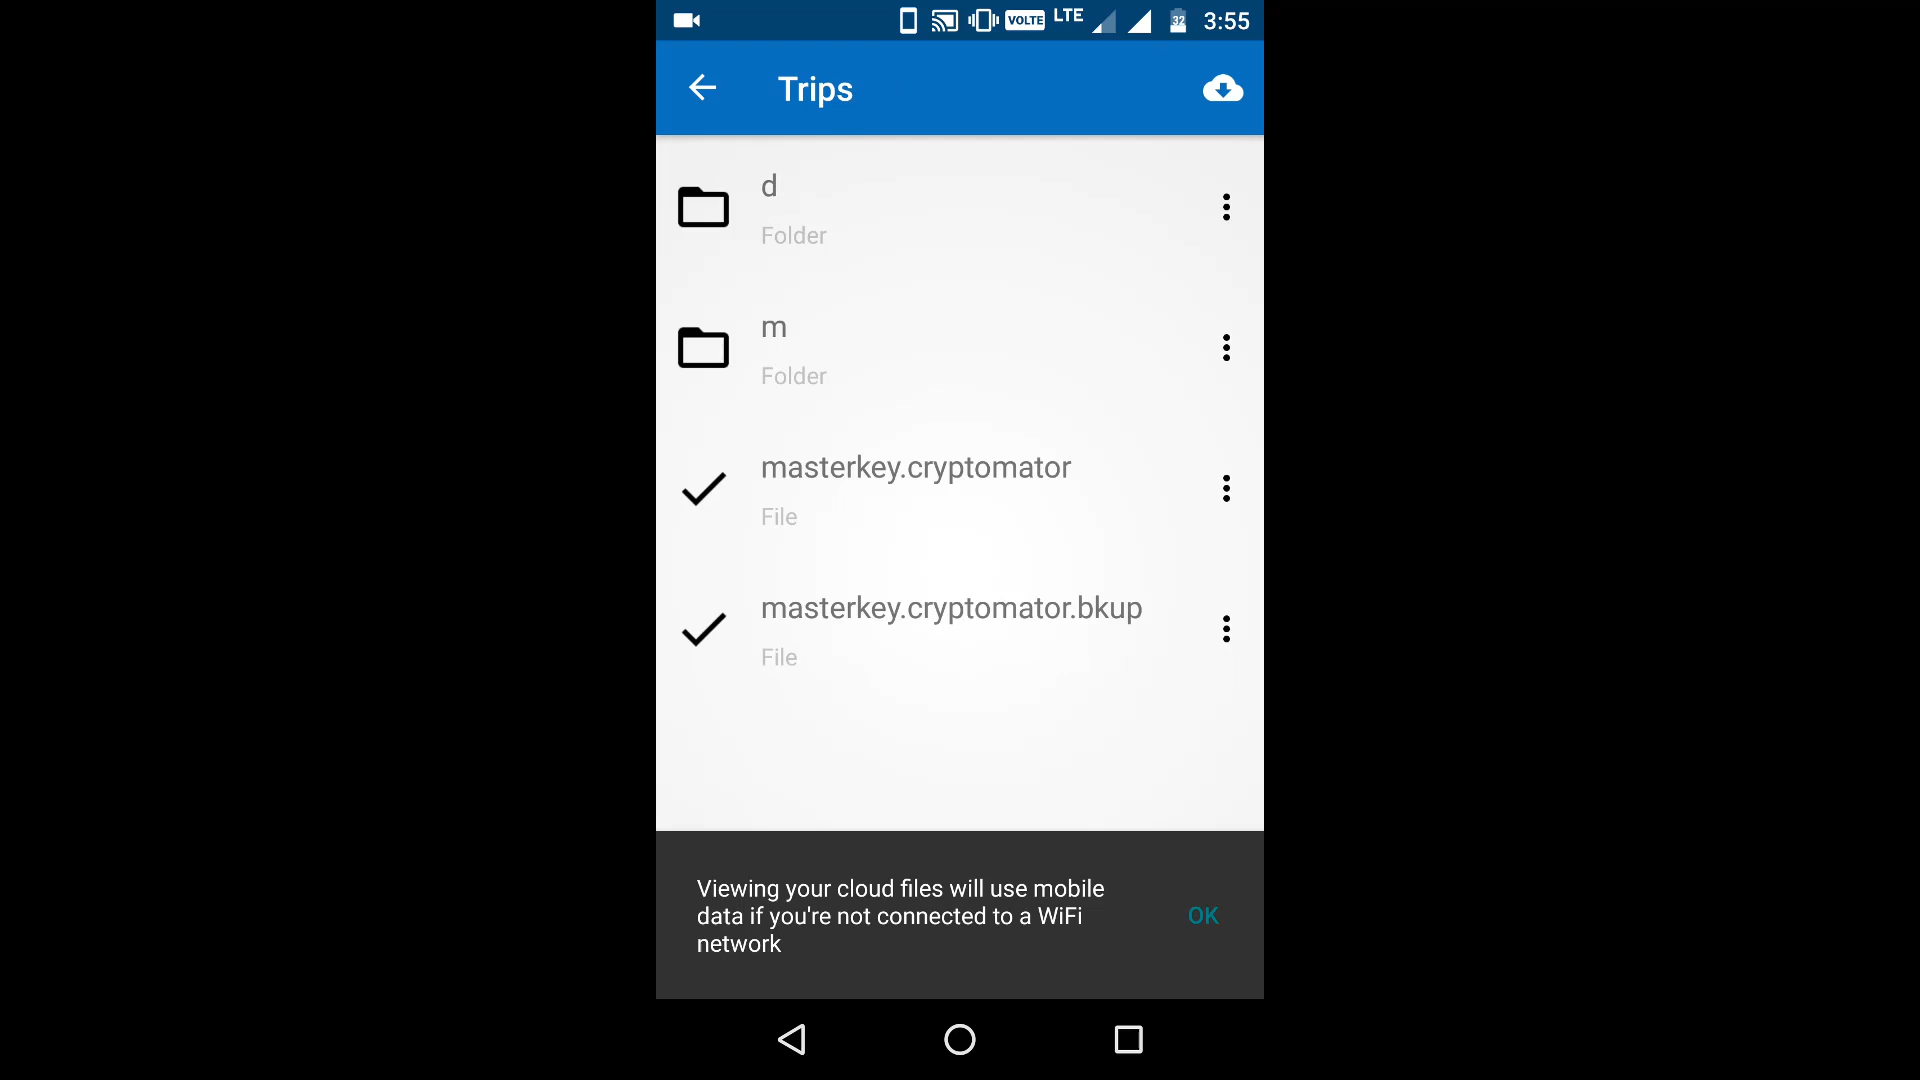 VOLTE LTE 32 3:55
Trips
d
Folder
m
Folder
masterkey.cryptomator
File
masterkey.cryptomator.bkup
File
Viewing your cloud files will use mobile
data if you're not connected to a WiFi
network
OK